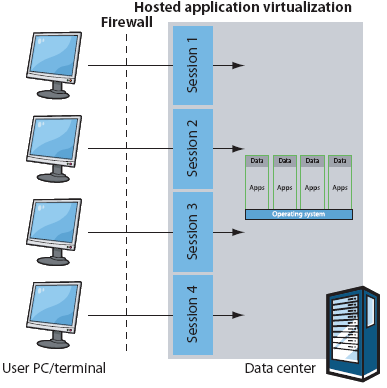 Hosted application virtualization
Firewall
Session 1
Session 2
Session 3
Session 4
Data Data Data Data
Apps Apps Apps Apps
Operating system
User PC/terminal
Data center